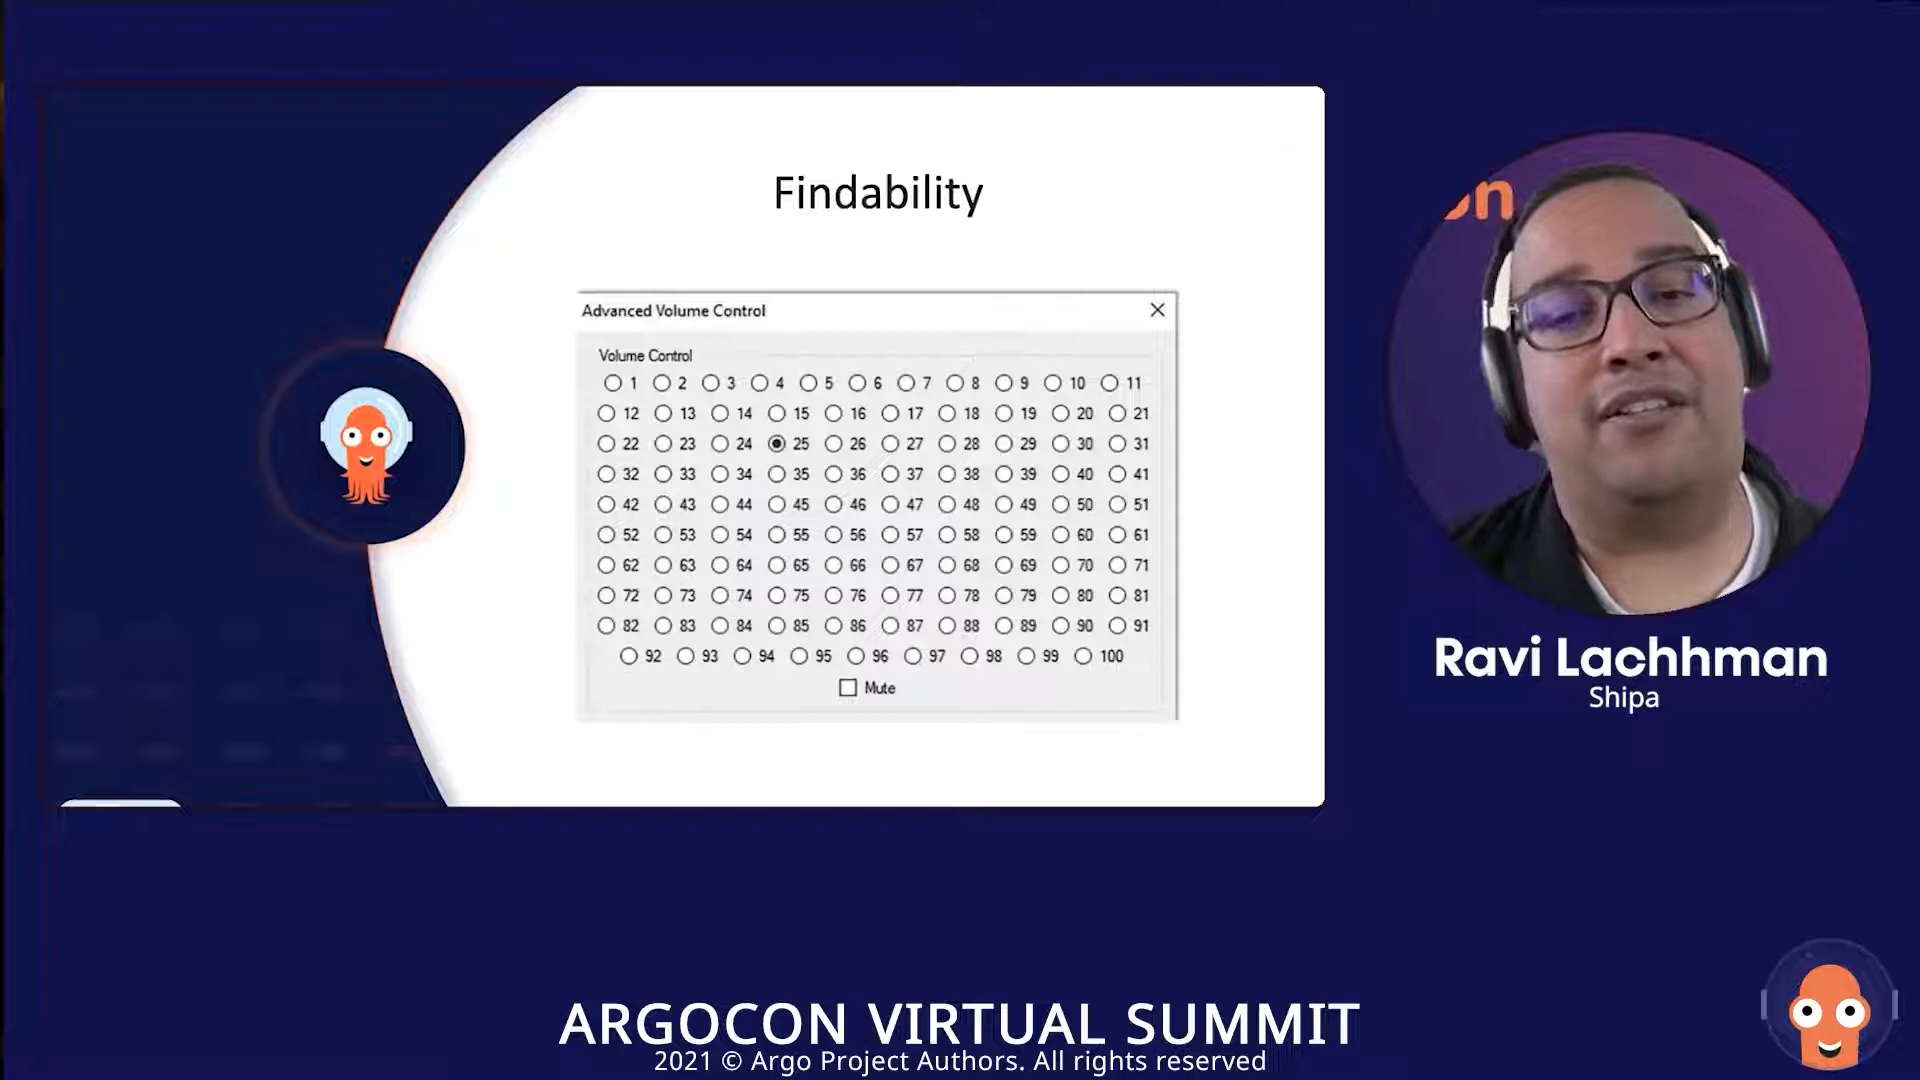 Findability
Advanced Volume Control
Volume Control
1 2 3 4 5 6 7 8 9 10 11
12 13 14 15 16 17 18 19 20 21
22 23 24 25 26 27 28 29 30 31
32 33 34 35 36 37 38 39 40 41
42 43 44 45 46 47 48 49 50 51
52 53 54 55 56 57 58 59 60 61
62 63 64 65 66 67 68 69 70 71
72 73 74 75 76 77 78 79 80 81
82 83 84 85 86 87 88 89 90 91
92 93 94 95 96 97 98 99 100
Mute
on
Ravi Lachhman
Shipa
ARGOCON VIRTUAL SUMMIT
2021 © Argo Project Authors. All rights reserved